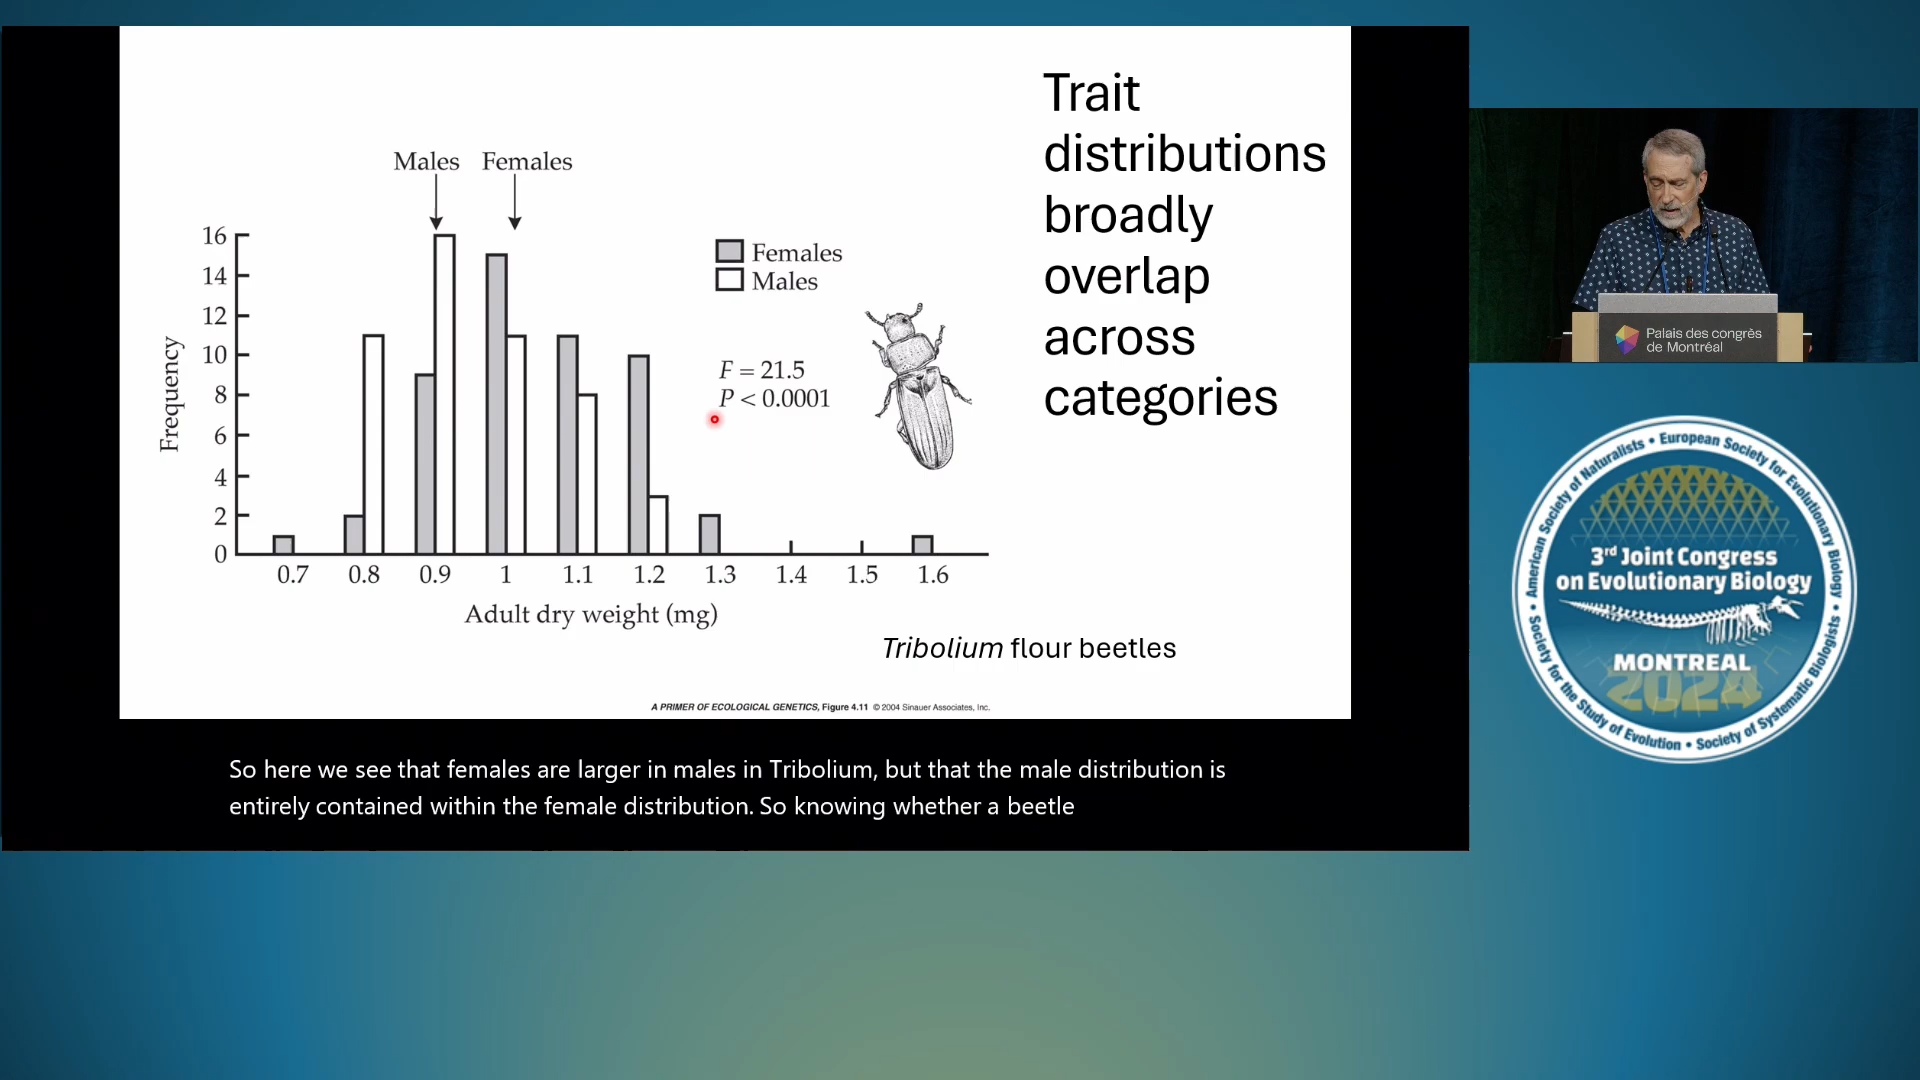 Trait
distributions
broadly
overlap
across
categories
Males Females
Females
Males
F = 21.5
P < 0.0001
Frequency
16
14
12
10
8
6
4
2
0
0.7 0.8 0.9 1 1.1 1.2 1.3 1.4 1.5 1.6
Adult dry weight (mg)
Tribolium flour beetles
A PRIMER OF ECOLOGICAL GENETICS, Figure 4.11 © 2004 Sinauer Associates, Inc.
So here we see that females are larger in males in Tribolium, but that the male distribution is
entirely contained within the female distribution. So knowing whether a beetle
Palais des congrès
de Montréal
American Society of Naturalists • European Society for Evolutionary Biology •
Society for the Study of Evolution • Society of Systematic Biologists •
3rd Joint Congress
on Evolutionary Biology
MONTREAL
2024